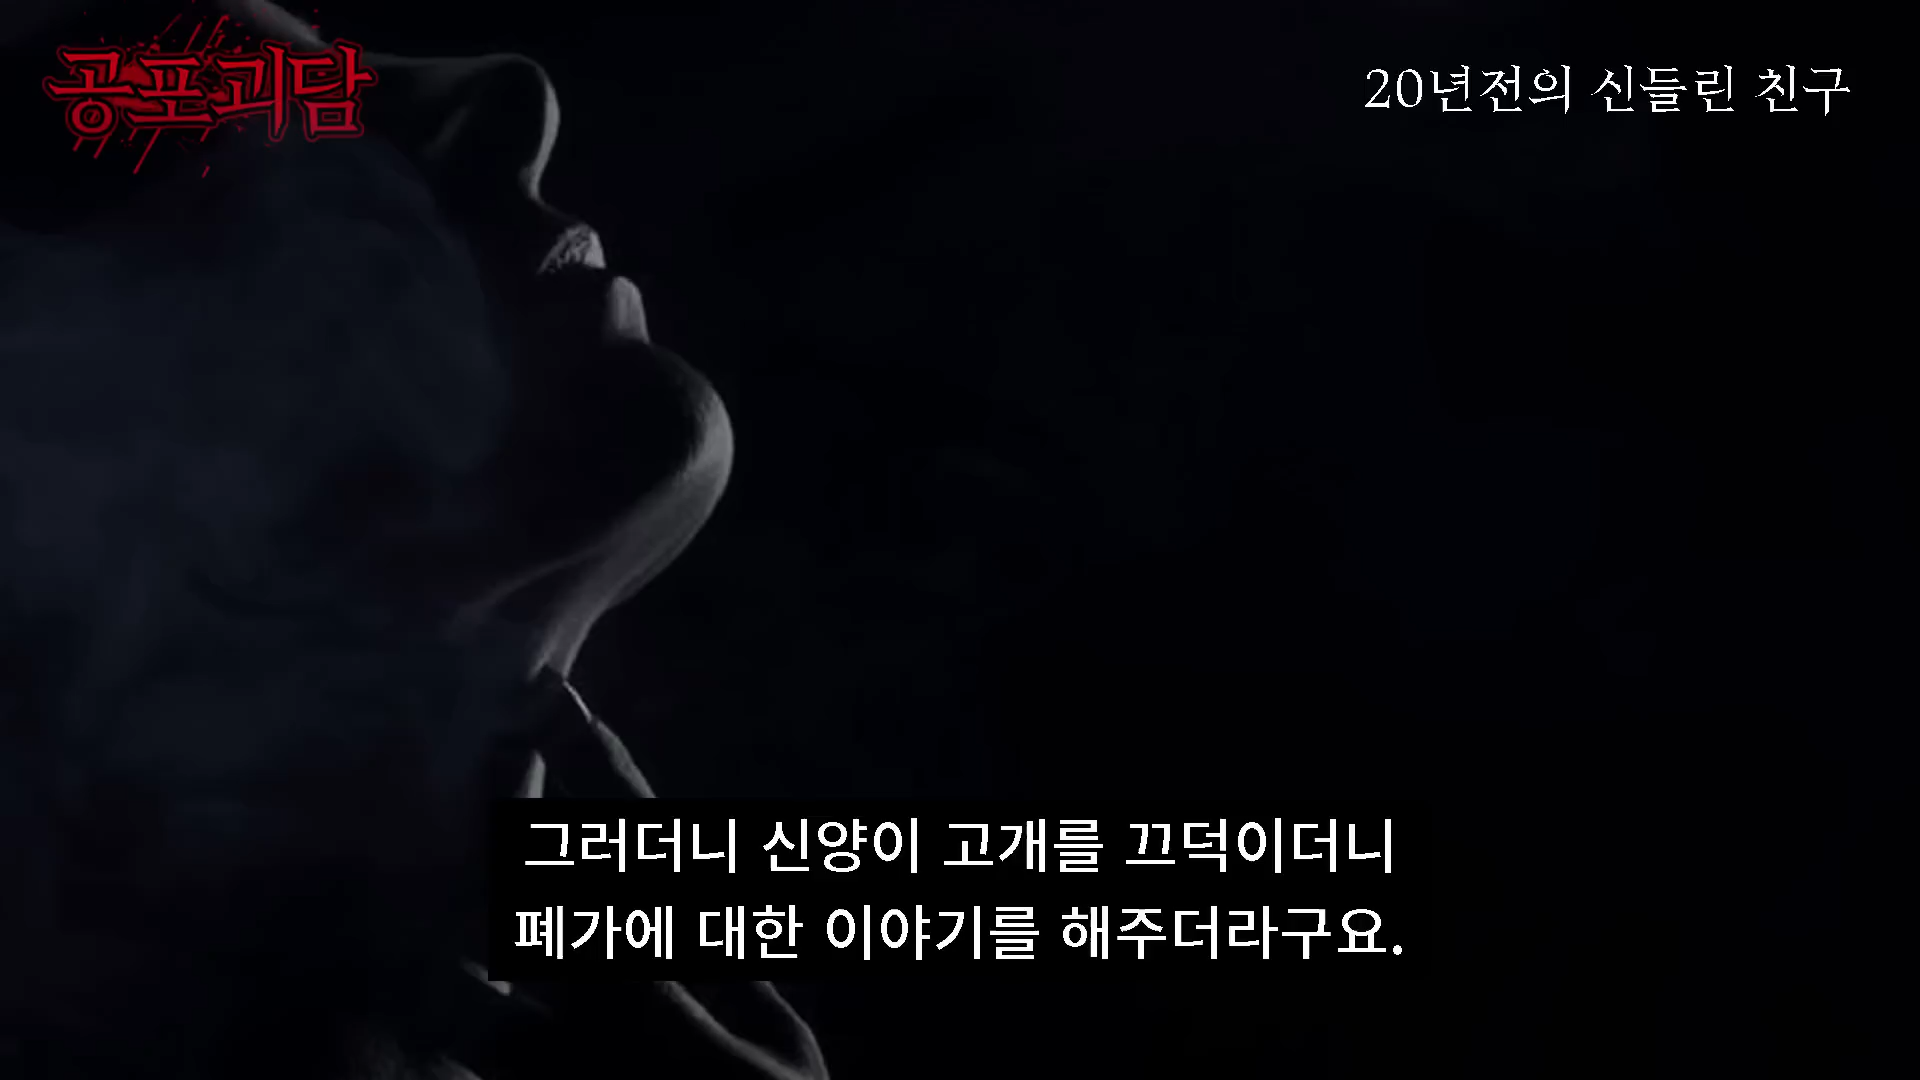 공포괴담
20년전의 신들린 친구
그러더니 신양이 고개를 끄덕이더니
폐가에 대한 이야기를 해주더라구요.